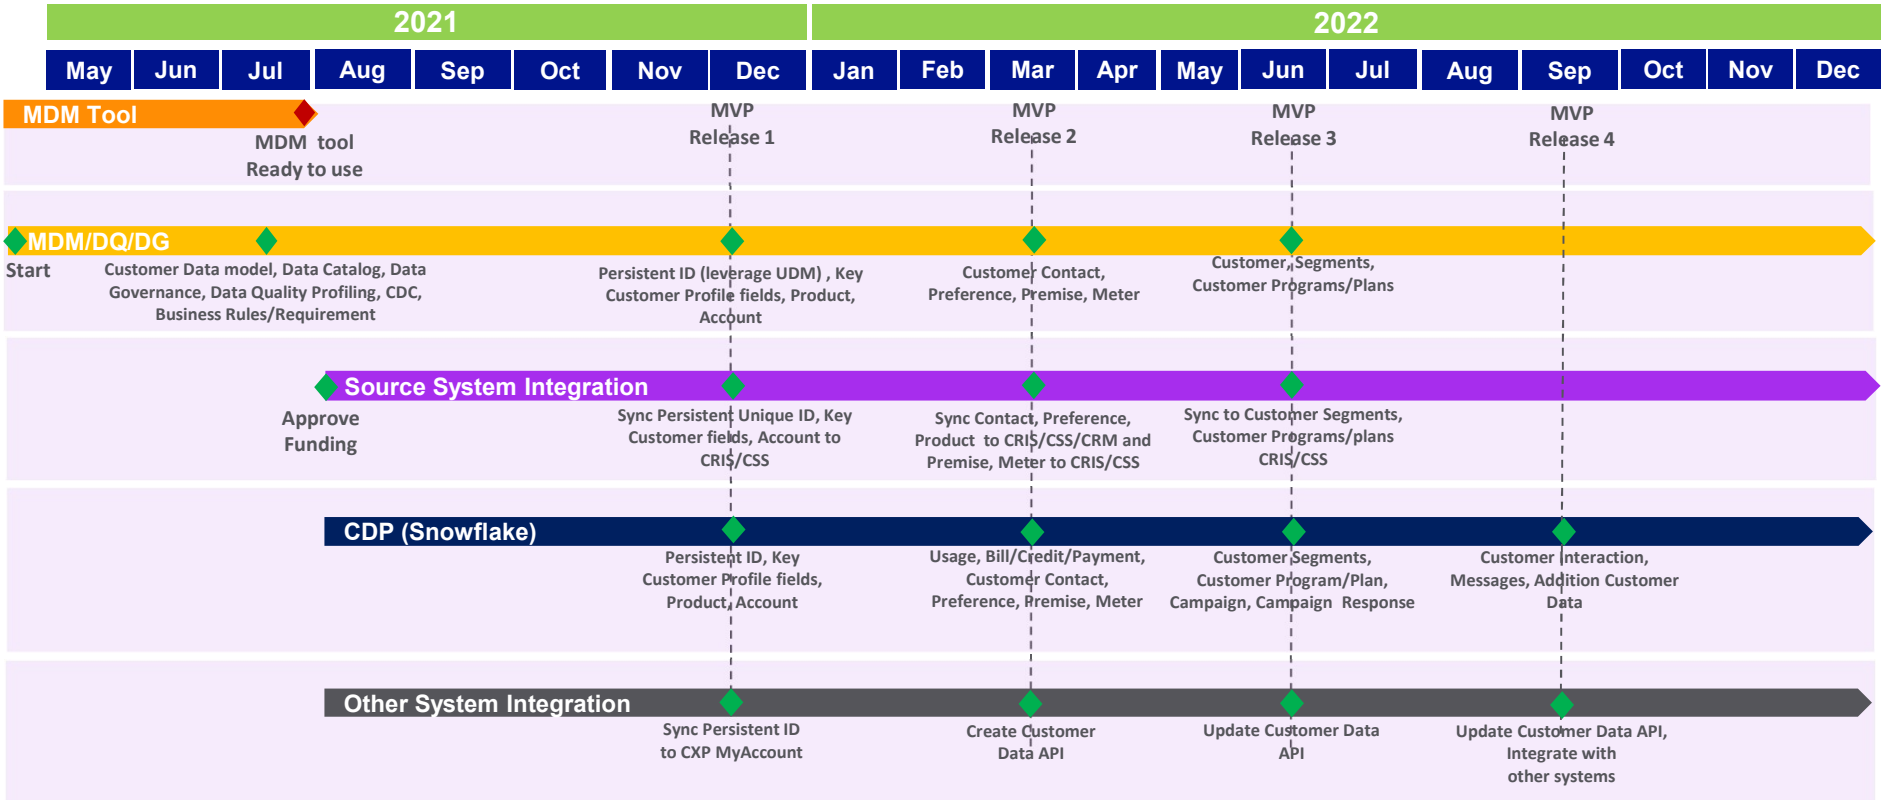 2021
2022
May Jun Jul Aug Sep Oct Nov Dec Jan Feb Mar Apr May Jun Jul Aug Sep Oct Nov Dec
MDM Tool
MDM tool
Ready to use
MVP
Release 1
MVP
Release 2
MVP
Release 3
MVP
Release 4
MDM/DQ/DG
Start
Customer Data model, Data Catalog, Data
Governance, Data Quality Profiling, CDC,
Business Rules/Requirement
Persistent ID (leverage UDM) , Key
Customer Profile fields, Product,
Account
Customer Contact,
Preference, Premise, Meter
Customer, Segments,
Customer Programs/Plans
Source System Integration
Approve
Funding
Sync Persistent Unique ID, Key
Customer fields, Account to
CRIS/CSS
Sync Contact, Preference,
Product to CRIS/CSS/CRM and
Premise, Meter to CRIS/CSS
Sync to Customer Segments,
Customer Programs/plans
CRIS/CSS
CDP (Snowflake)
Persistent ID, Key
Customer Profile fields,
Product, Account
Usage, Bill/Credit/Payment,
Customer Contact,
Preference, Premise, Meter
Customer Segments,
Customer Program/Plan,
Campaign, Campaign Response
Customer Interaction,
Messages, Addition Customer
Data
Other System Integration
Sync Persistent ID
to CXP MyAccount
Create Customer
Data API
Update Customer Data
API
Update Customer Data API,
Integrate with
other systems